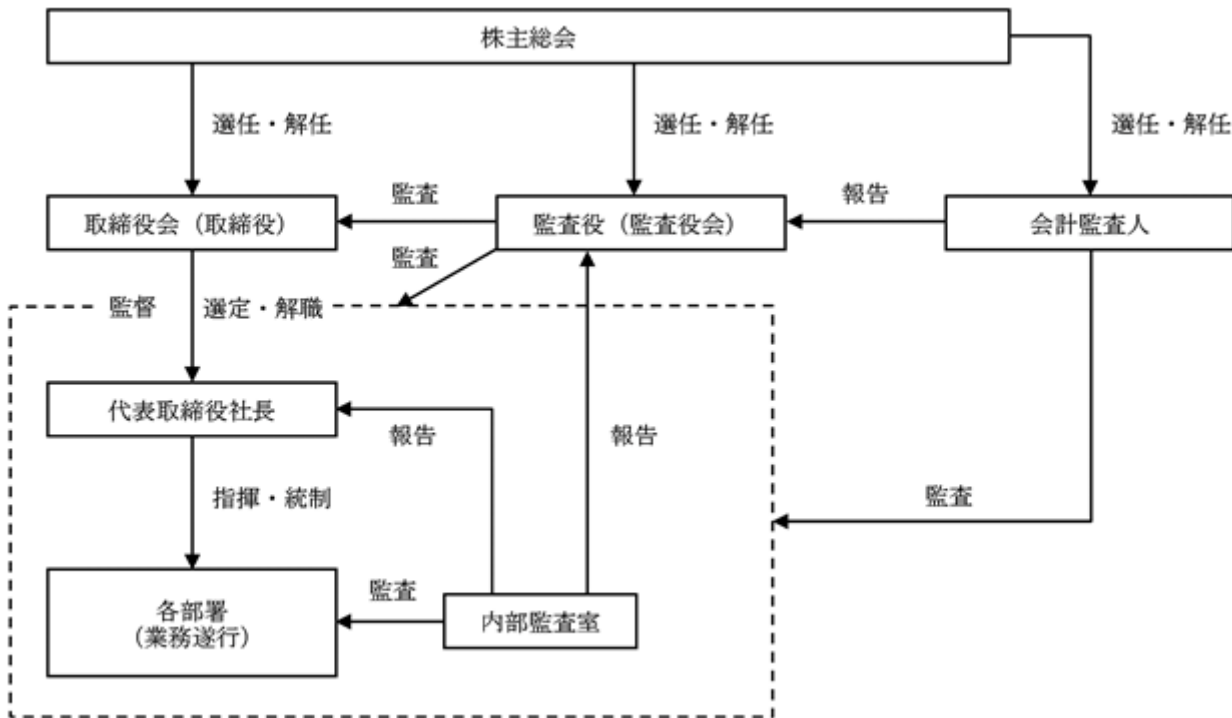 株主総会
選任・解任
選任・解任
選任・解任
取締役会（取締役）
監査
監査役（監査役会）
報告
会計監査人
監査
監督
選定・解職
代表取締役社長
報告
報告
指揮・統制
監査
各部署
（業務遂行）
監査
内部監査室